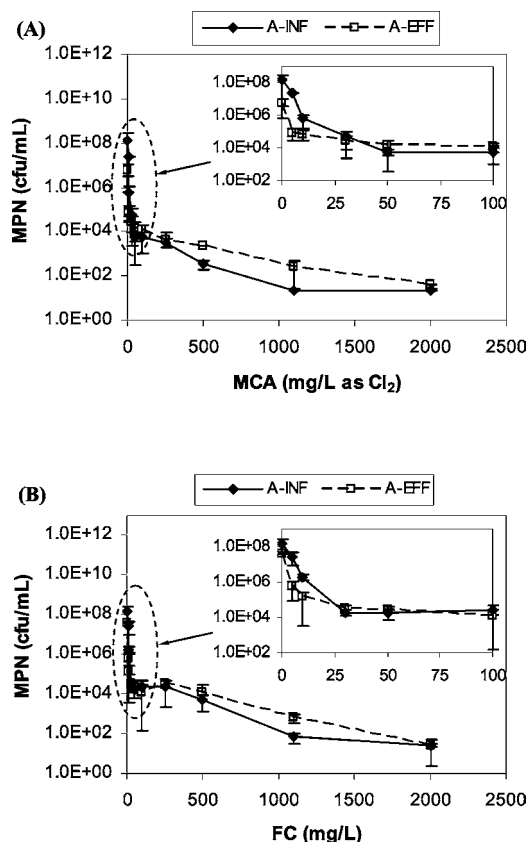 (A)
A-INF A-EFF
1.0E+12
1.0E+10
1.0E+08
1.0E+06
1.0E+04
1.0E+02
1.0E+00
MPN (cfu/mL)
1.0E+08
1.0E+06
1.0E+04
1.0E+02
0 25 50 75 100
0 500 1000 1500 2000 2500
MCA (mg/L as Cl₂)
(B)
A-INF A-EFF
1.0E+12
1.0E+10
1.0E+08
1.0E+06
1.0E+04
1.0E+02
1.0E+00
MPN (cfu/mL)
1.0E+08
1.0E+06
1.0E+04
1.0E+02
0 25 50 75 100
0 500 1000 1500 2000 2500
FC (mg/L)